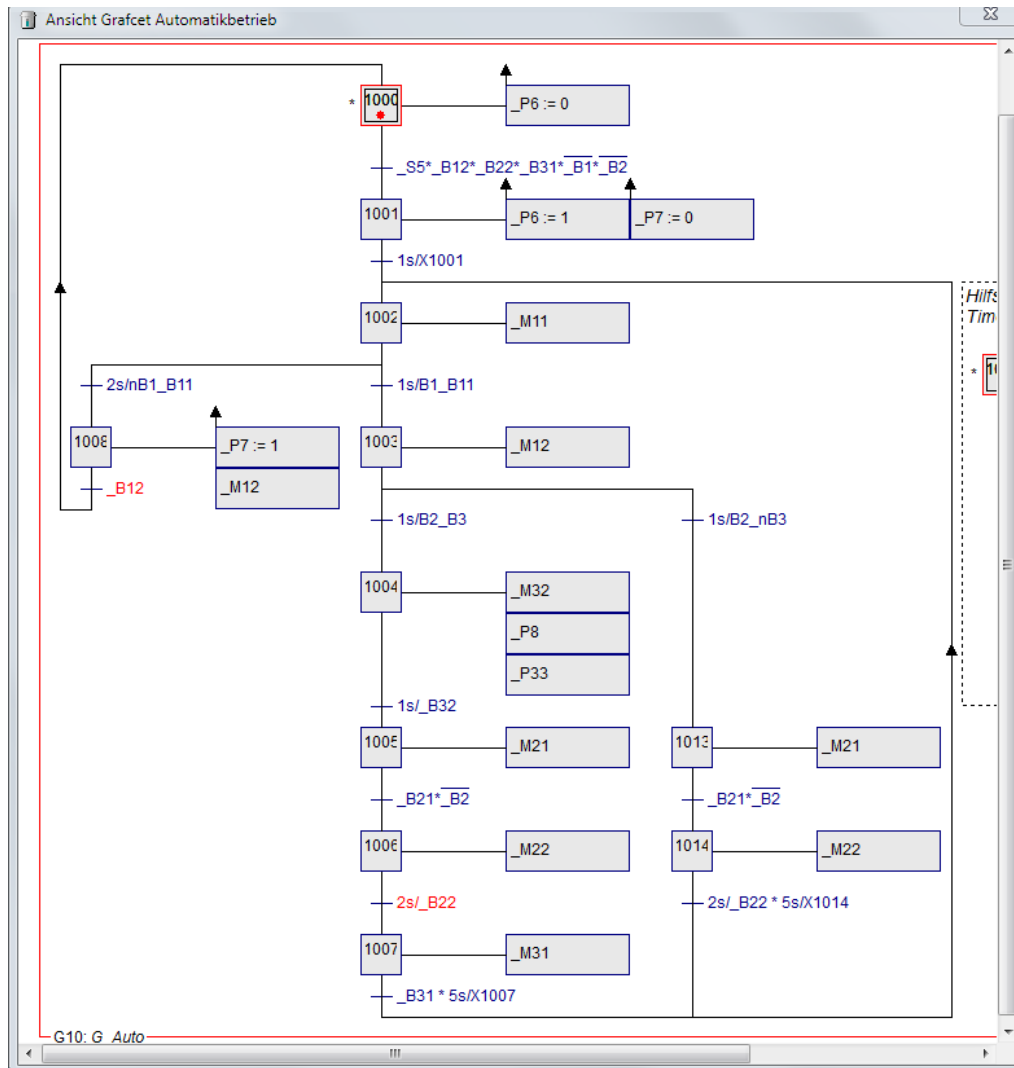 Ansicht Grafcet Automatikbetrieb
* 1000 _P6 := 0
_S5*_B12*_B22*_B31*_B1*_B2
1001 _P6 := 1 _P7 := 0
1s/X1001
Hilfs
Tim
1002 _M11
* 1
2s/nB1_B11 1s/B1_B11
1008 _P7 := 1 1003 _M12
_M12
_B12
1s/B2_B3 1s/B2_nB3
1004 _M32
_P8
_P33
1s/_B32
1005 _M21 1013 _M21
_B21*_B2 _B21*_B2
1006 _M22 1014 _M22
2s/_B22 2s/_B22 * 5s/X1014
1007 _M31
_B31 * 5s/X1007
G10: G_Auto